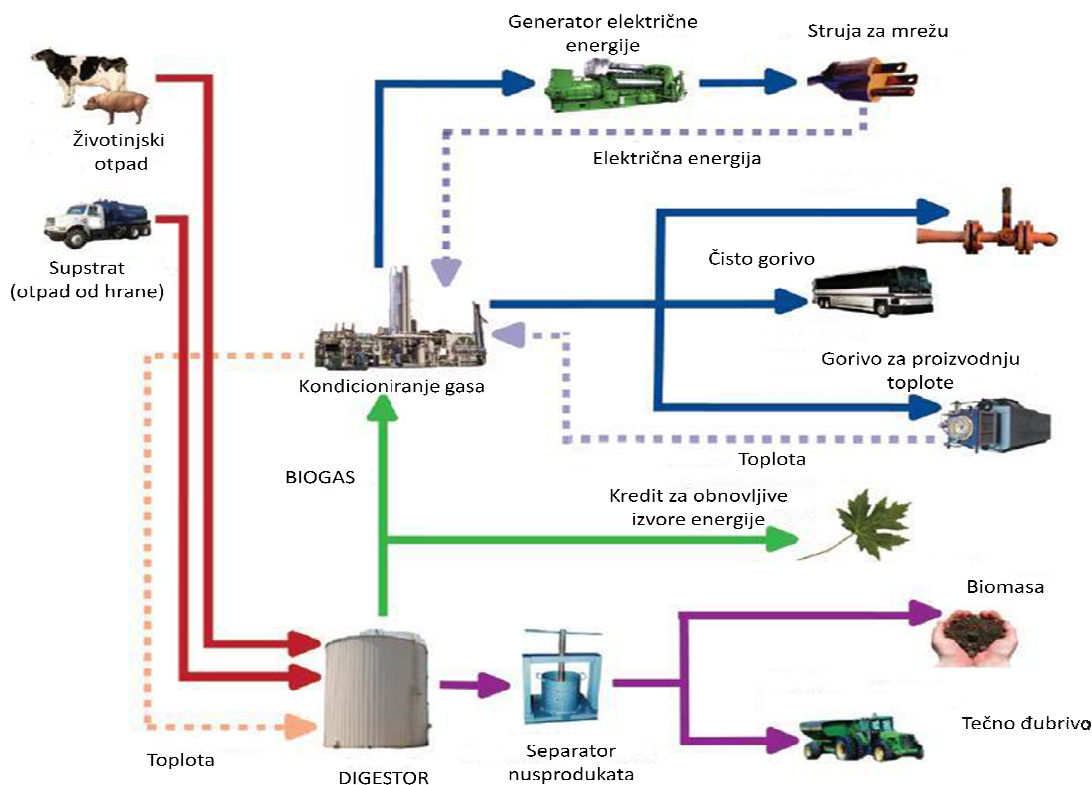 Generator električne
energije
Struja za mrežu
Životinjski
otpad
Električna energija
Supstrat
(otpad od hrane)
Čisto gorivo
Kondicioniranje gasa
Gorivo za proizvodnju
toplote
Toplota
BIOGAS
Kredit za obnovljive
izvore energije
Biomasa
Tečno đubrivo
Toplota
DIGESTOR
Separator
nusprodukata